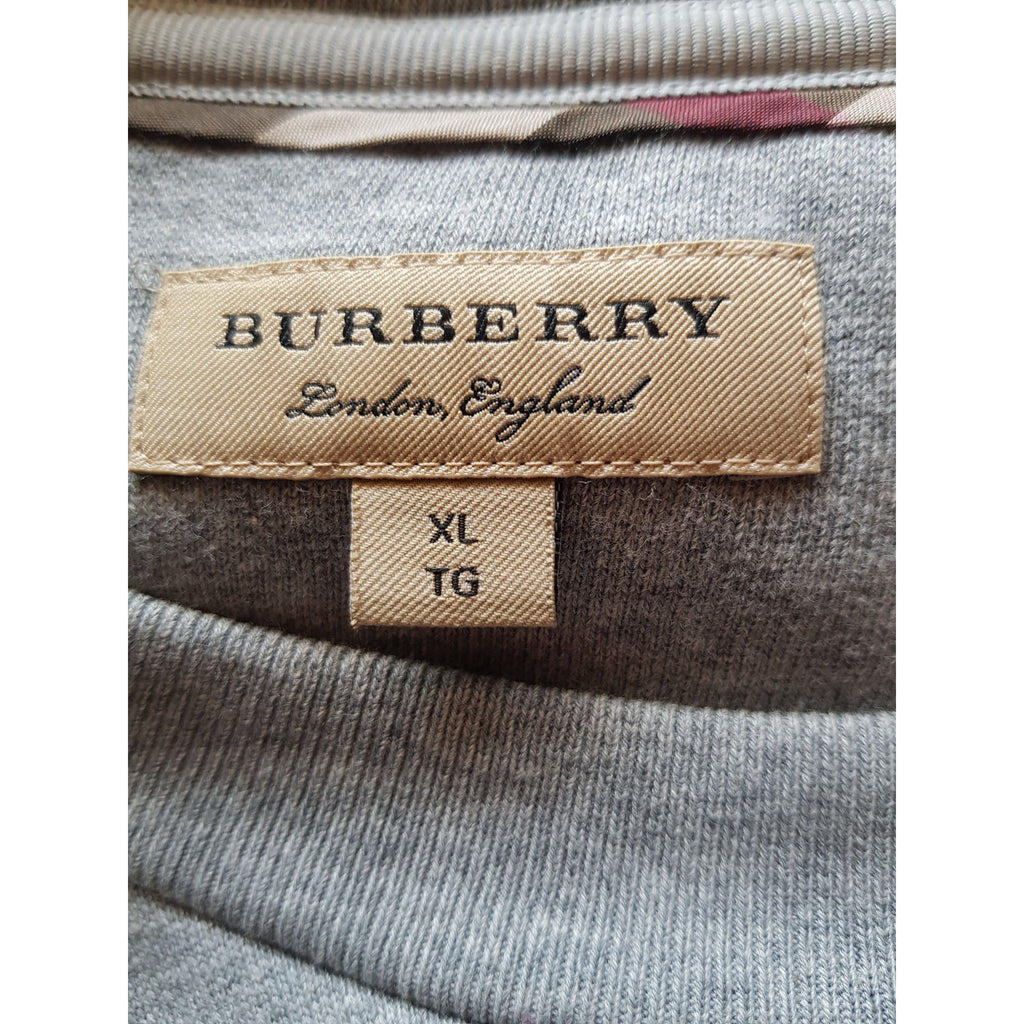 BURBERRY
London, England
XL
TG